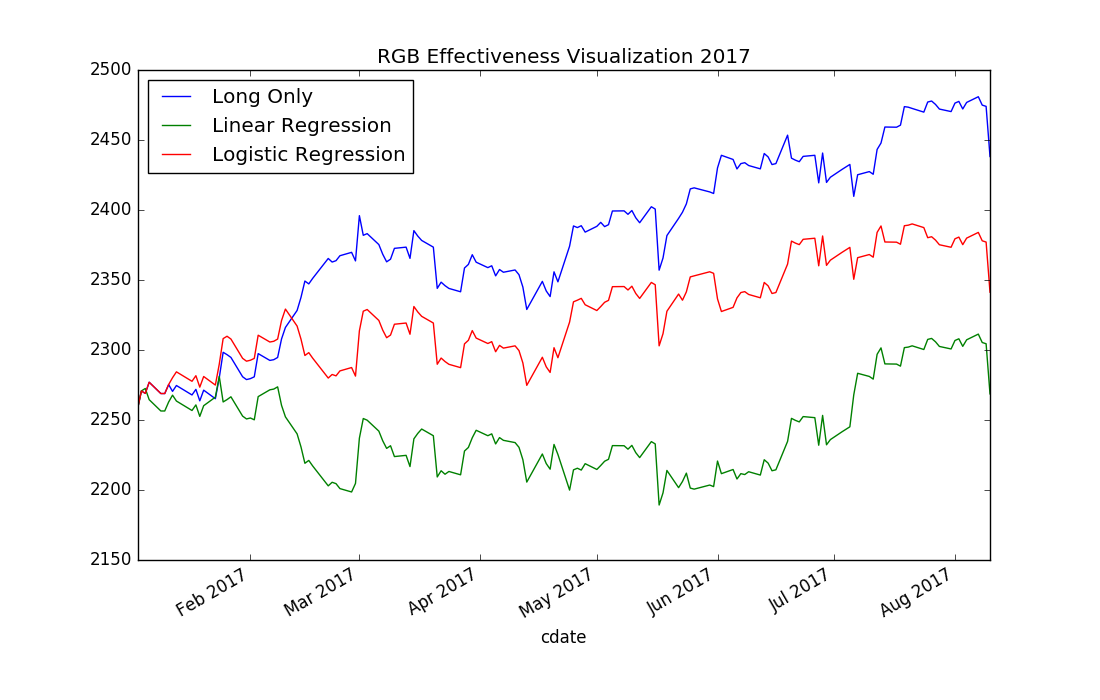 RGB Effectiveness Visualization 2017
2500
2450
2400
2350
2300
2250
2200
2150
Long Only
Linear Regression
Logistic Regression
Feb 2017
Mar 2017
Apr 2017
May 2017
Jun 2017
Jul 2017
Aug 2017
cdate